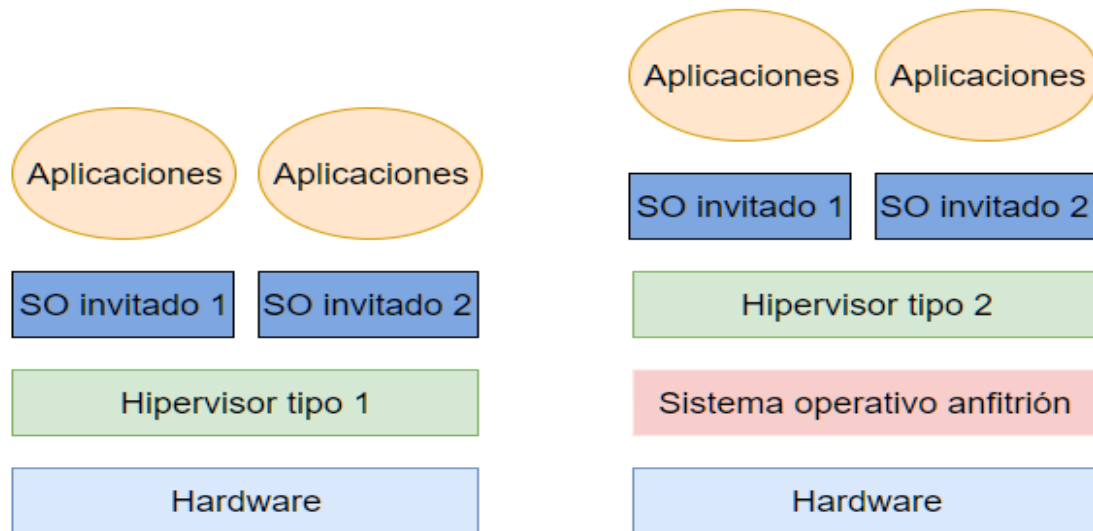 Aplicaciones
Aplicaciones
SO invitado 1
SO invitado 2
Hipervisor tipo 1
Hardware
Aplicaciones
Aplicaciones
SO invitado 1
SO invitado 2
Hipervisor tipo 2
Sistema operativo anfitrión
Hardware